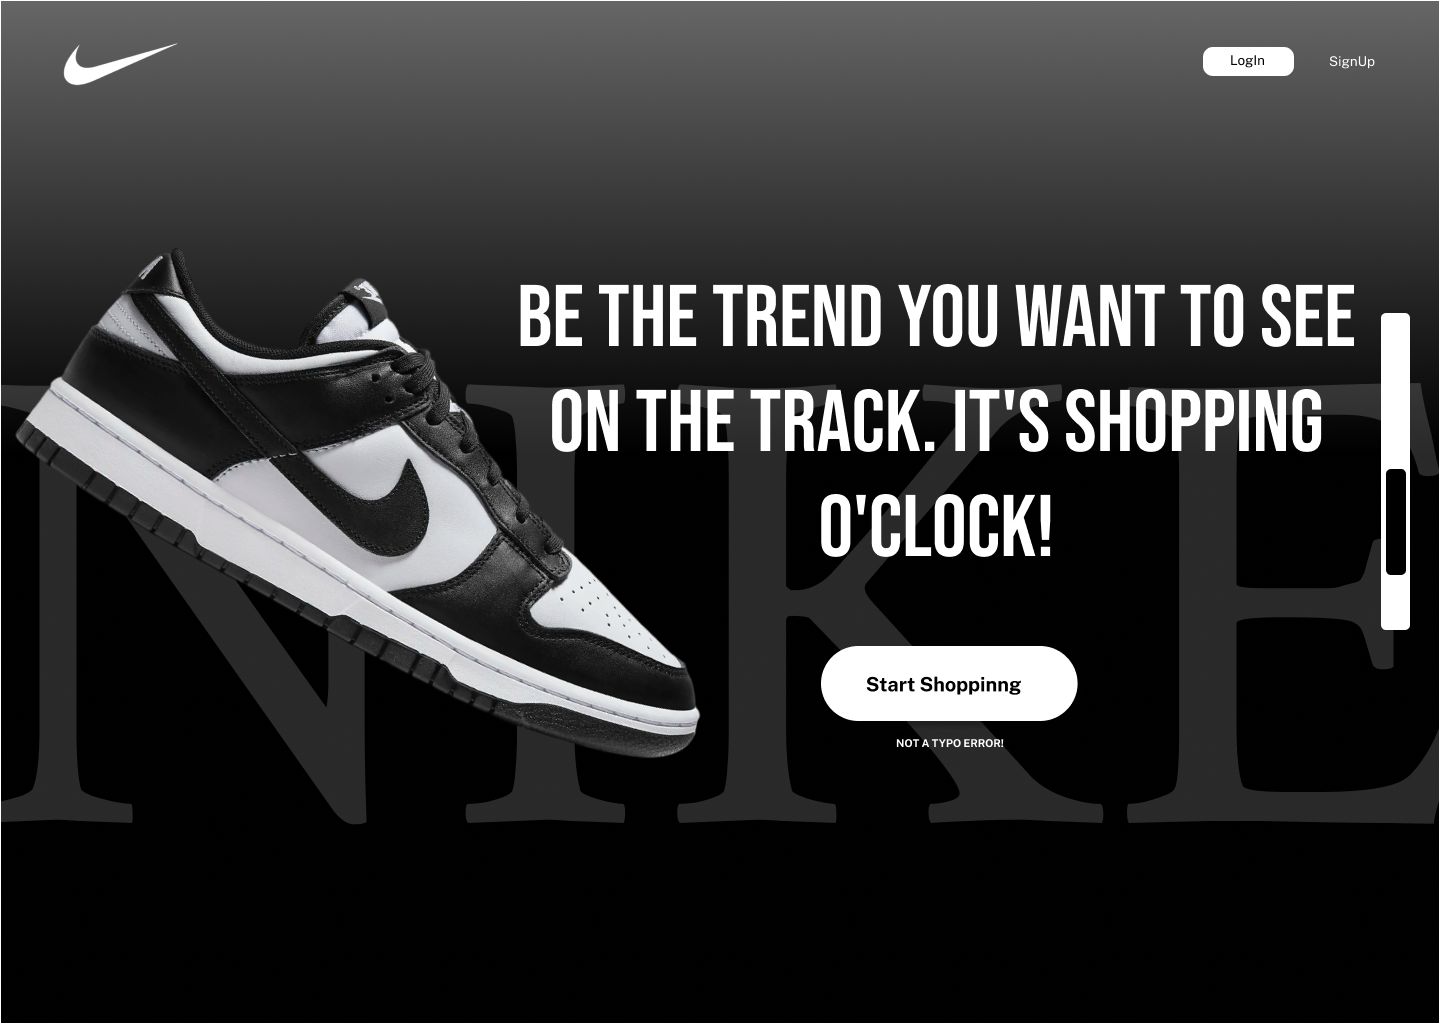 LogIn
SignUp
BE THE TREND YOU WANT TO SEE
ON THE TRACK. IT'S SHOPPING
O'CLOCK!
NIKE
Start Shoppinng
NOT A TYPO ERROR!